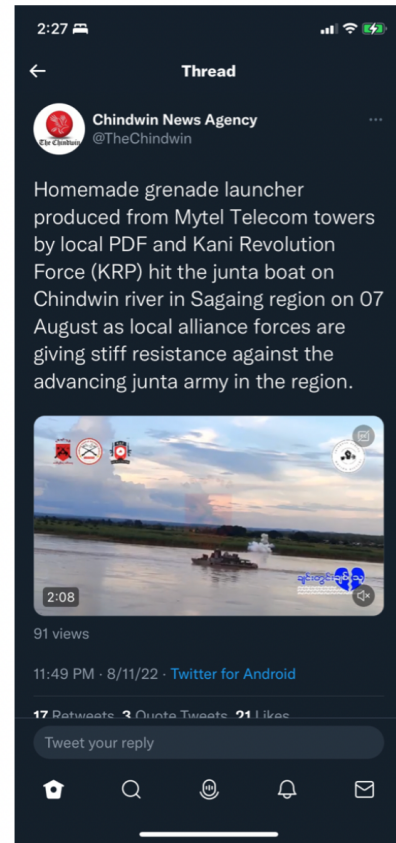 2:27
Thread
Chindwin News Agency
@TheChindwin
The Chindwin
Homemade grenade launcher
produced from Mytel Telecom towers
by local PDF and Kani Revolution
Force (KRP) hit the junta boat on
Chindwin river in Sagaing region on 07
August as local alliance forces are
giving stiff resistance against the
advancing junta army in the region.
2:08
91 views
11:49 PM · 8/11/22 · Twitter for Android
17 Retweets 3 Quote Tweets 21 Likes
Tweet your reply